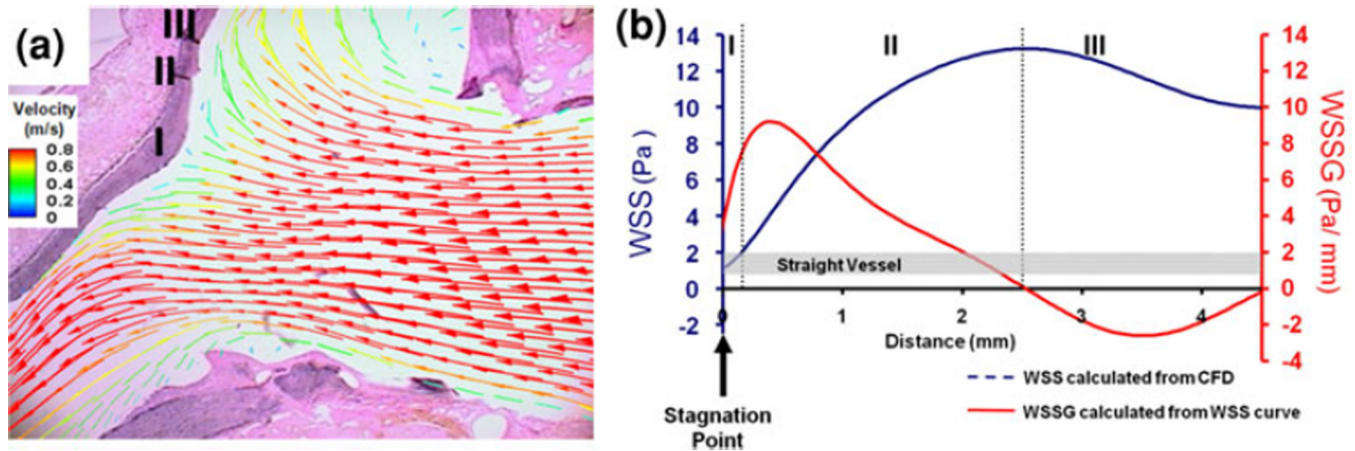 (a)
III
II
I
Velocity
(m/s)
0.8
0.6
0.4
0.2
0
(b)
14
12
10
8
6
4
2
0
-2
WSS (Pa)
I
II
III
Straight Vessel
0
1
2
3
4
Distance (mm)
14
12
10
8
6
4
2
0
-2
-4
WSSG (Pa/ mm)
Stagnation
Point
WSS calculated from CFD
WSSG calculated from WSS curve